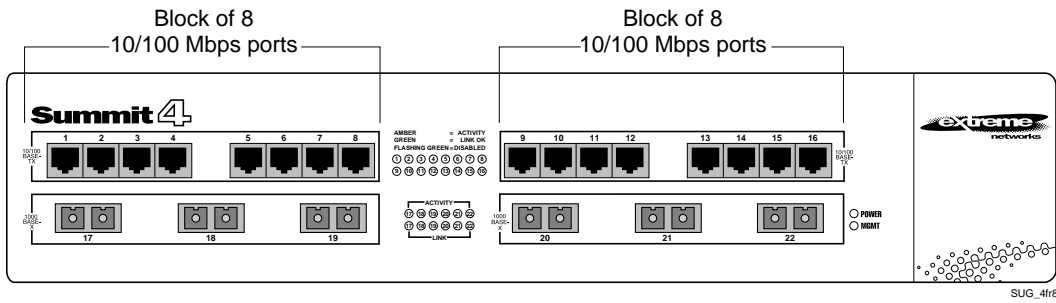 Block of 8
10/100 Mbps ports
Block of 8
10/100 Mbps ports
Summit 4
extreme
networks
10/100
BASE-
TX
1 2 3 4 5 6 7 8
AMBER = ACTIVITY
GREEN = LINK OK
FLASHING GREEN = DISABLED
1 2 3 4 5 6 7 8
9 10 11 12 13 14 15 16
9 10 11 12 13 14 15 16
10/100
BASE-
TX
1000
BASE-
X
17 18 19
ACTIVITY
17 18 19 20 21 22
17 18 19 20 21 22
LINK
1000
BASE-
X
20 21 22
POWER
MGMT
SUG_4fr8